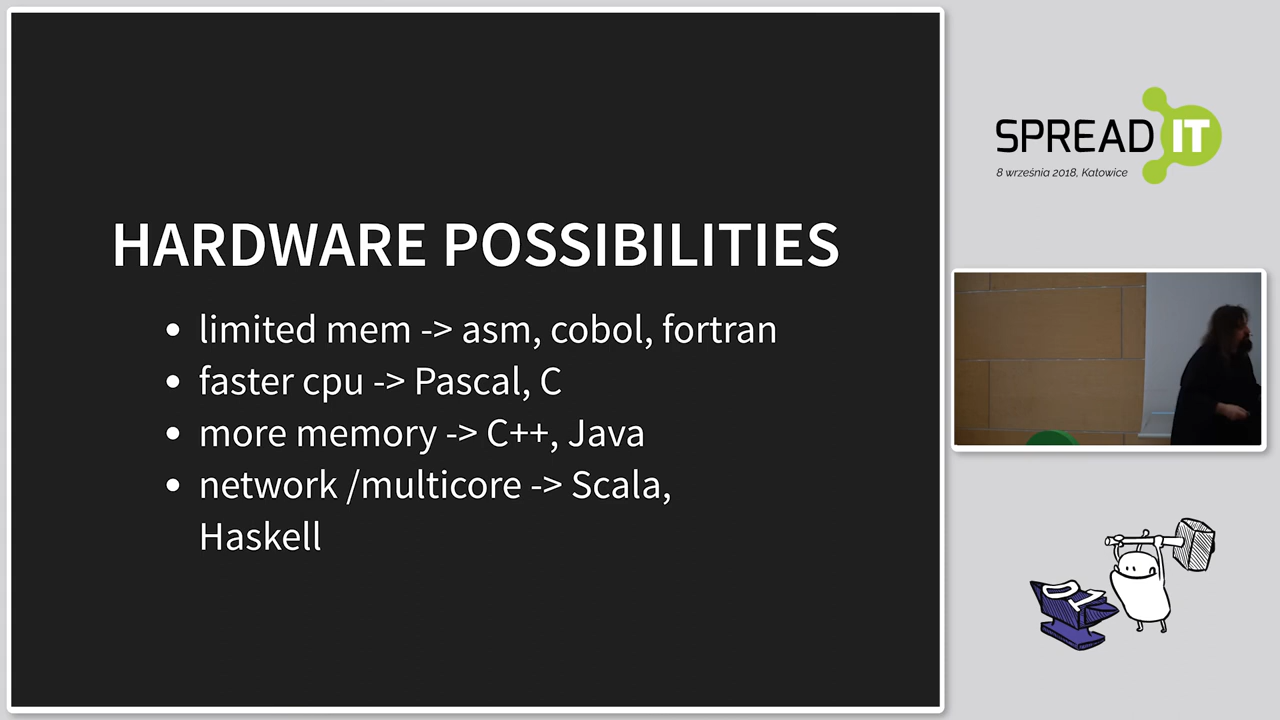 HARDWARE POSSIBILITIES
• limited mem -> asm, cobol, fortran
• faster cpu -> Pascal, C
• more memory -> C++, Java
• network /multicore -> Scala,
Haskell
SPREAD IT
8 września 2018, Katowice
01